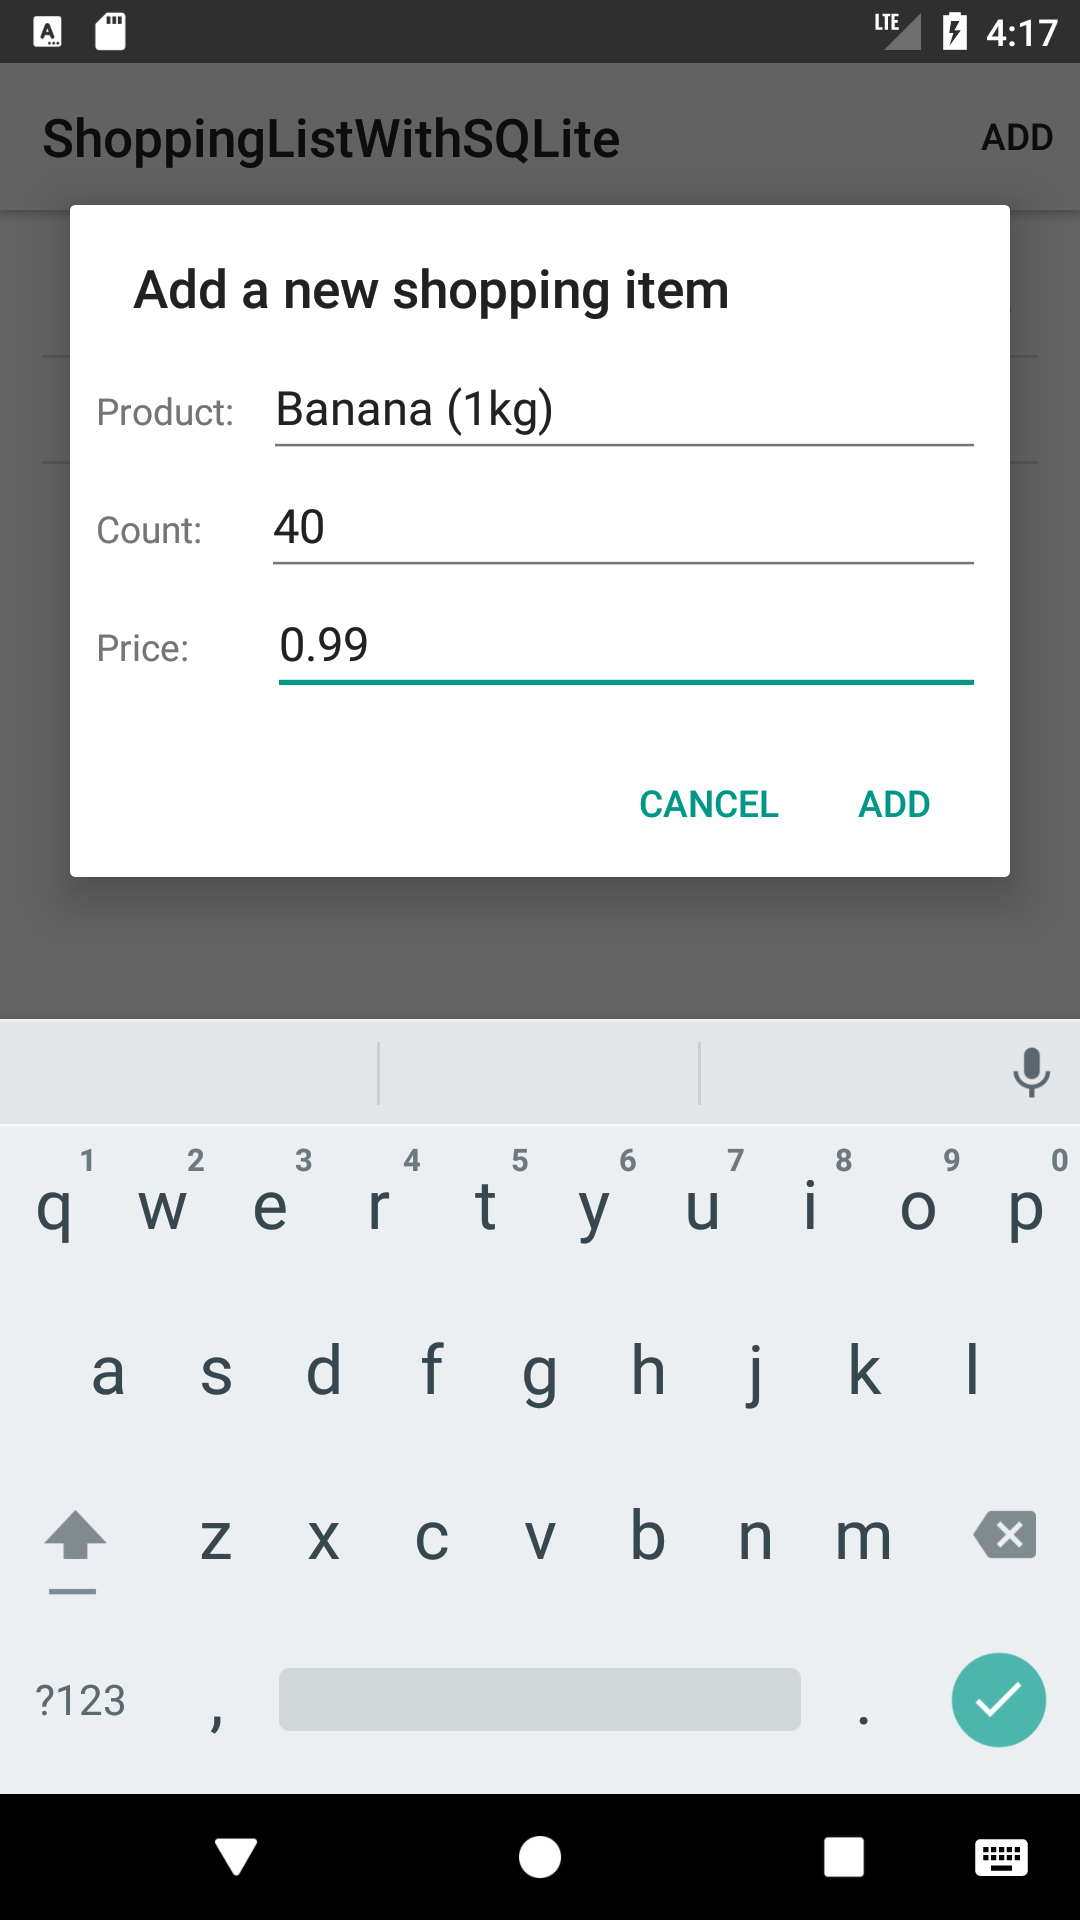 LTE 4:17
ShoppingListWithSQLite ADD
Add a new shopping item
Product: Banana (1kg)
Count: 40
Price: 0.99
CANCEL ADD
1 2 3 4 5 6 7 8 9 0
q w e r t y u i o p
a s d f g h j k l
z x c v b n m
?123 , .